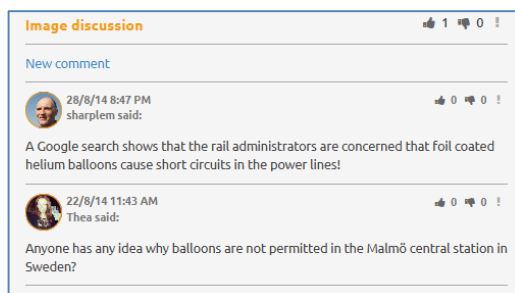 Image discussion 1 0 !
New comment
28/8/14 8:47 PM 0 0 !
sharplem said:
A Google search shows that the rail administrators are concerned that foil coated
helium balloons cause short circuits in the power lines!
22/8/14 11:43 AM 0 0 !
Thea said:
Anyone has any idea why balloons are not permitted in the Malmö central station in
Sweden?